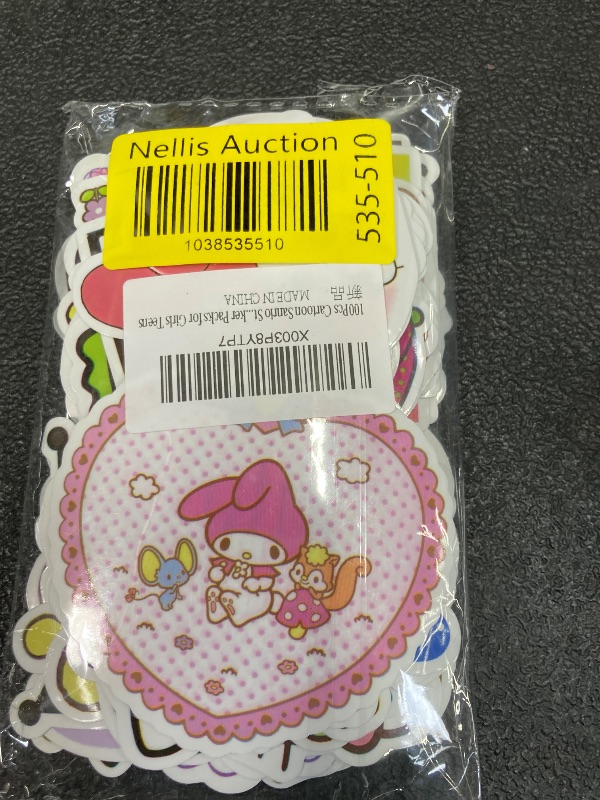 Nellis Auction
1038535510
535-510
X003P8YTP7
100Pcs Cartoon Sanrio St...ker Packs for Girls Teens
新品 MADE IN CHINA